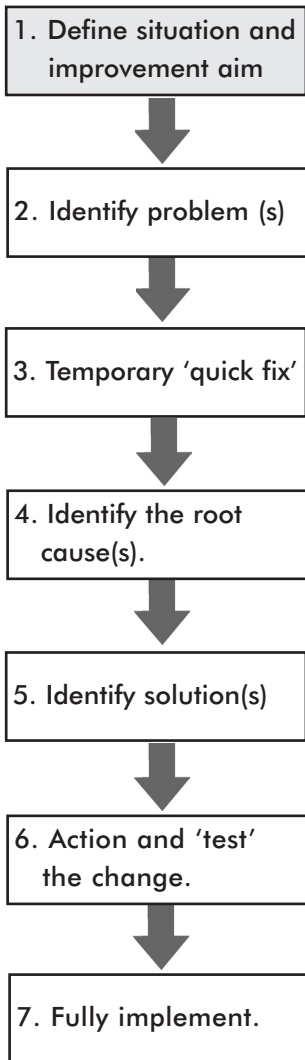 1. Define situation and
improvement aim
2. Identify problem (s)
3. Temporary ‘quick fix’
4. Identify the root
cause(s).
5. Identify solution(s)
6. Action and ‘test’
the change.
7. Fully implement.